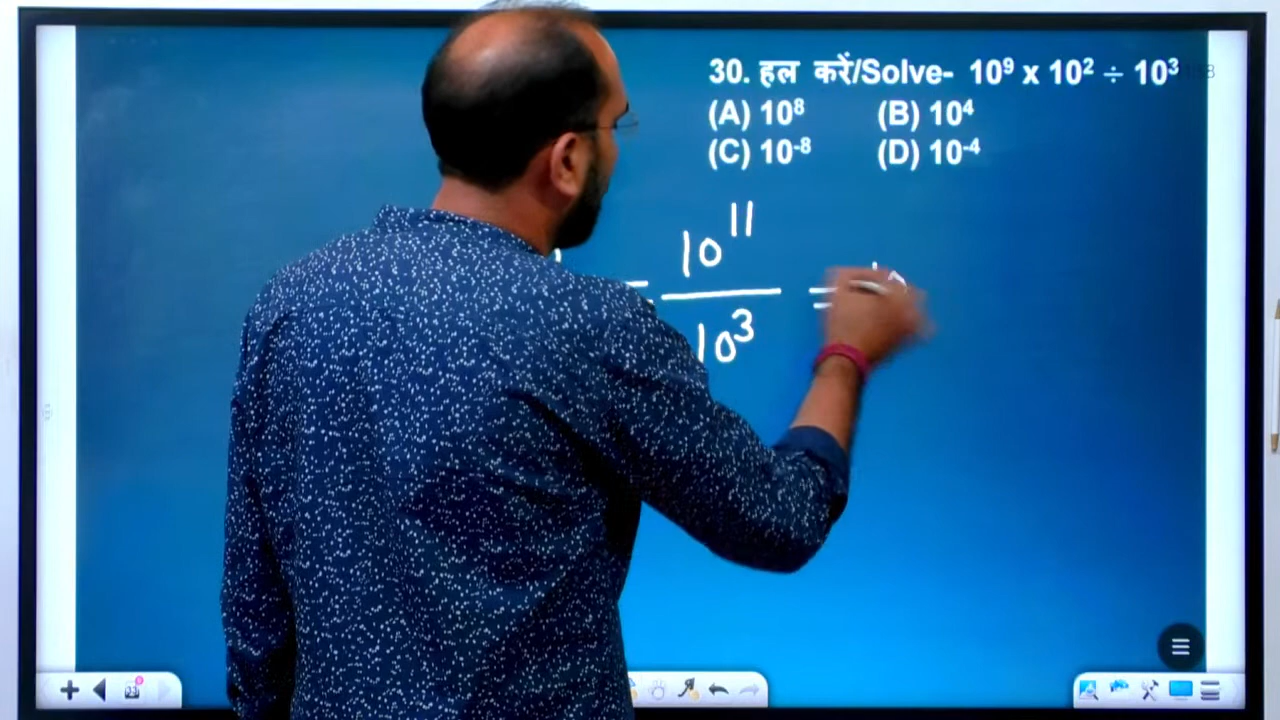 30. हल करें/Solve- 10⁹ x 10² ÷ 10³
(A) 10⁸ (B) 10⁴
(C) 10⁻⁸ (D) 10⁻⁴
= 10¹¹ =
10³